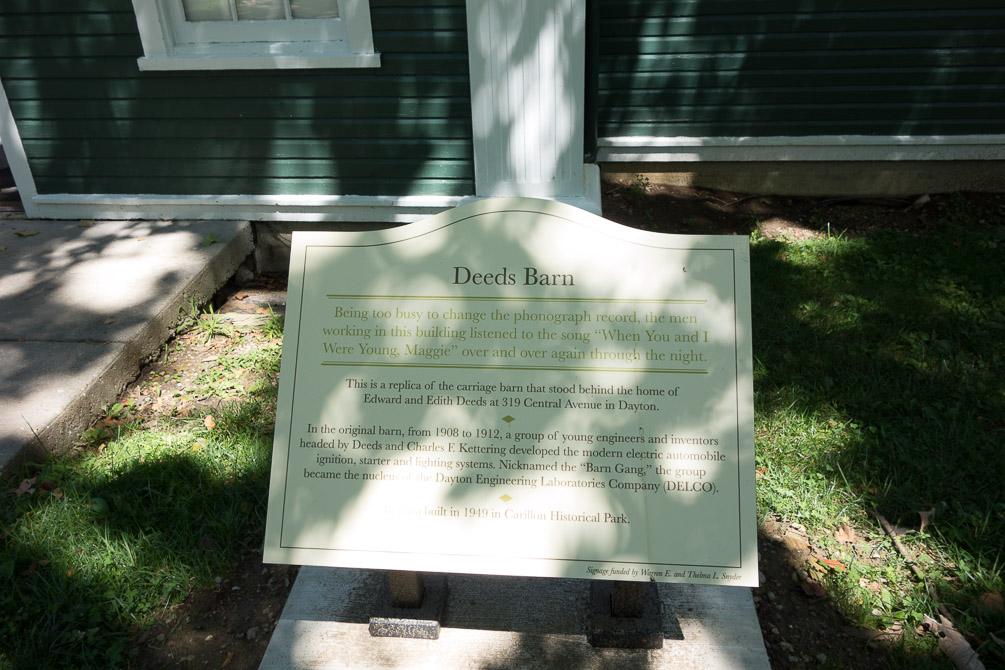 Deeds Barn
Being too busy to change the phonograph record, the men
working in this building listened to the song “When You and I
Were Young, Maggie” over and over again through the night.
This is a replica of the carriage barn that stood behind the home of
Edward and Edith Deeds at 319 Central Avenue in Dayton.
In the original barn, from 1908 to 1912, a group of young engineers and inventors
headed by Deeds and Charles F. Kettering developed the modern electric automobile
ignition, starter and lighting systems. Nicknamed the “Barn Gang,” the group
became the nucleus of the Dayton Engineering Laboratories Company (DELCO).
built in 1949 in Carillon Historical Park.
Signage funded by Warren E. and Thelma L. Snyder